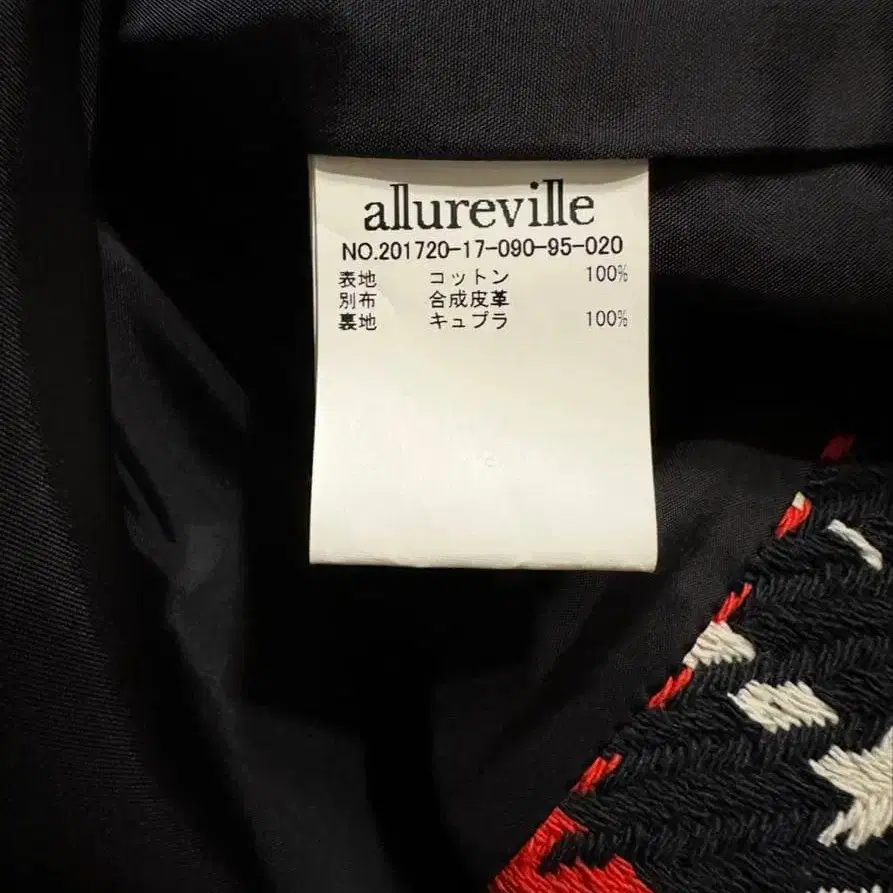 allureville
NO.201720-17-090-95-020
表地 コットン 100%
別布 合成皮革
裏地 キュプラ 100%